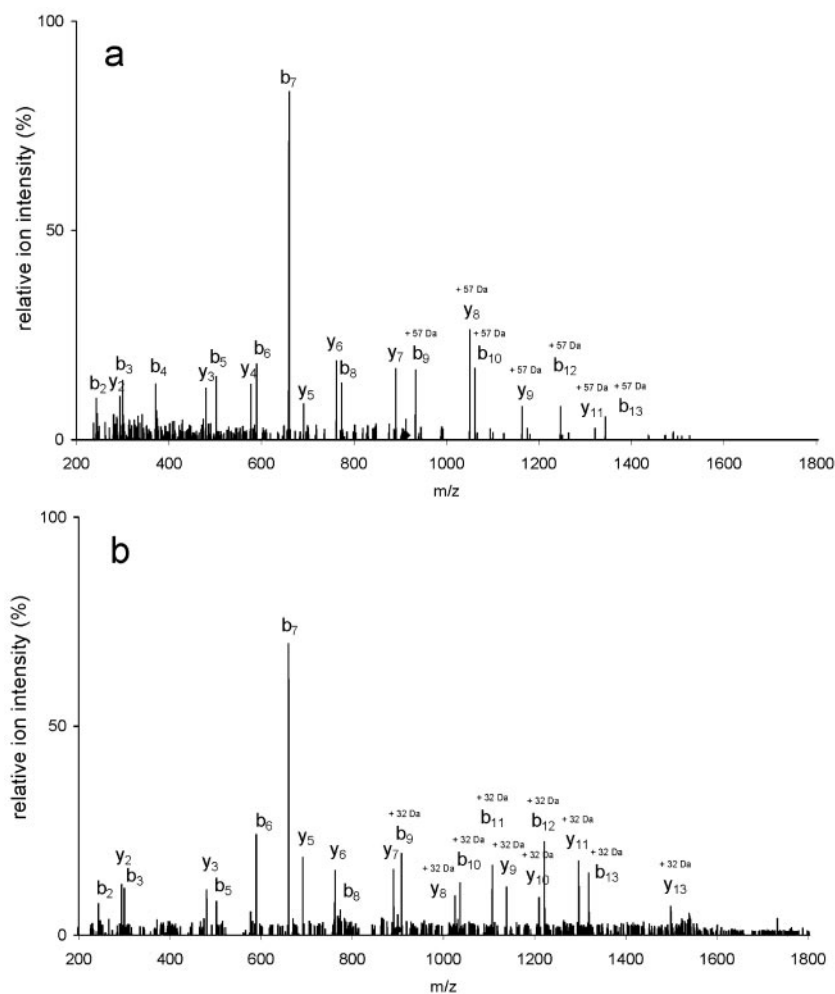 100
a
b₇
relative ion intensity (%)
50
+ 57 Da
y₈
+ 57 Da
+ 57 Da
b₂
y₂
b₃
b₄
y₃
b₅
y₄
b₆
y₅
y₆
b₈
y₇
b₉
b₁₀
+ 57 Da
y₉
+ 57 Da
b₁₂
+ 57 Da
y₁₁
+ 57 Da
b₁₃
0
200 400 600 800 1000 1200 1400 1600 1800
m/z
100
b
b₇
relative ion intensity (%)
50
b₂
y₂
b₃
y₃
b₅
b₆
y₅
y₆
b₈
y₇
+ 32 Da
b₉
+ 32 Da
y₈
+ 32 Da
b₁₀
+ 32 Da
b₁₁
+ 32 Da
y₉
+ 32 Da
y₁₀
+ 32 Da
b₁₂
+ 32 Da
y₁₁
+ 32 Da
b₁₃
+ 32 Da
y₁₃
0
200 400 600 800 1000 1200 1400 1600 1800
m/z